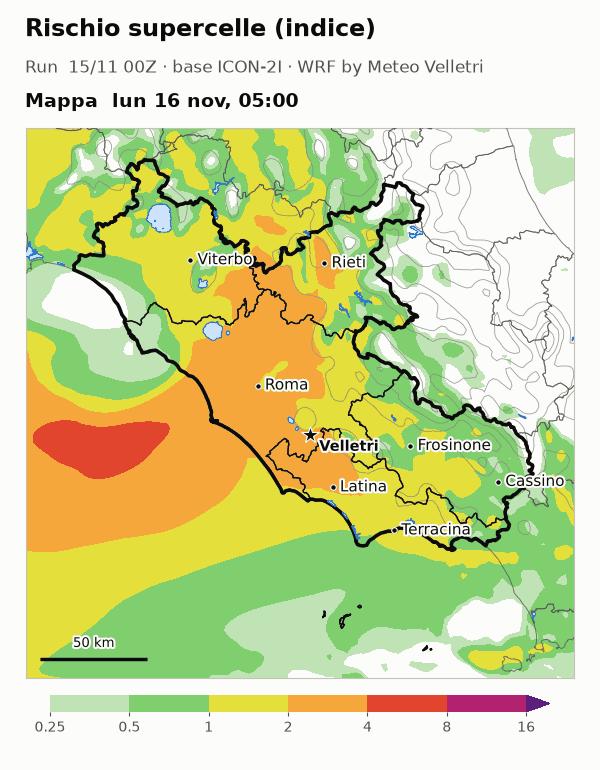 Rischio supercelle (indice)
Run  15/11 00Z · base ICON-2I · WRF by Meteo Velletri
Mappa  lun 16 nov, 05:00
Viterbo
Rieti
Roma
Velletri
Frosinone
Cassino
Latina
Terracina
50 km
0.25 0.5 1 2 4 8 16